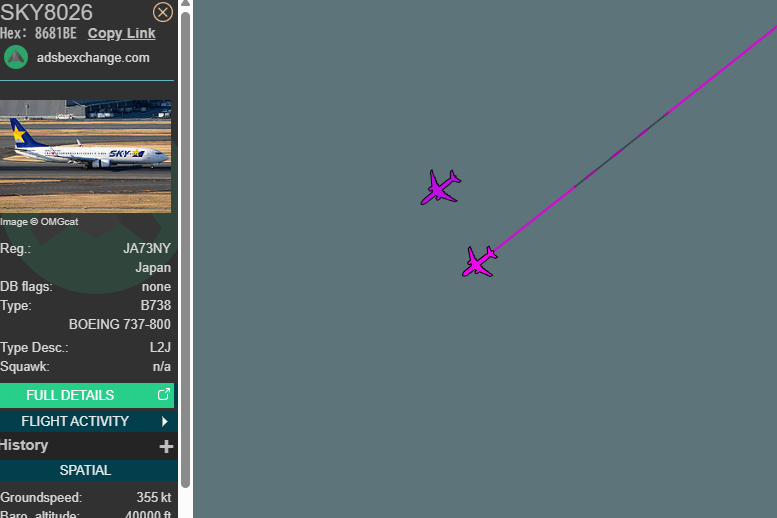 SKY8026
Hex: 8681BE Copy Link
adsbexchange.com
SKY
Image © OMGcat
Reg.: JA73NY
Japan
DB flags: none
Type: B738
BOEING 737-800
Type Desc.: L2J
Squawk: n/a
FULL DETAILS
FLIGHT ACTIVITY
History +
SPATIAL
Groundspeed: 355 kt
Baro. altitude: 40000 ft